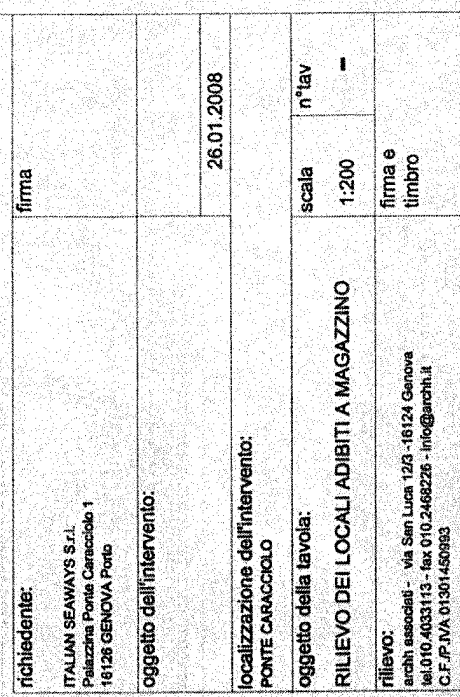 richiedente:
firma
ITALIAN SEAWAYS S.r.l.
Palazzina Ponte Caracciolo 1
16126 GENOVA Porto
oggetto dell'intervento:
26.01.2008
localizzazione dell'intervento:
PONTE CARACCIOLO
oggetto della tavola:
scala
n°tav
RILIEVO DEI LOCALI ADIBITI A MAGAZZINO
1:200
-
rilievo:
firma e
timbro
archh associati - via San Luca 12/3 -16124 Genova
tel.010.4033113 - fax 010.2468226 - info@archh.it
C.F./P.IVA 01301450993